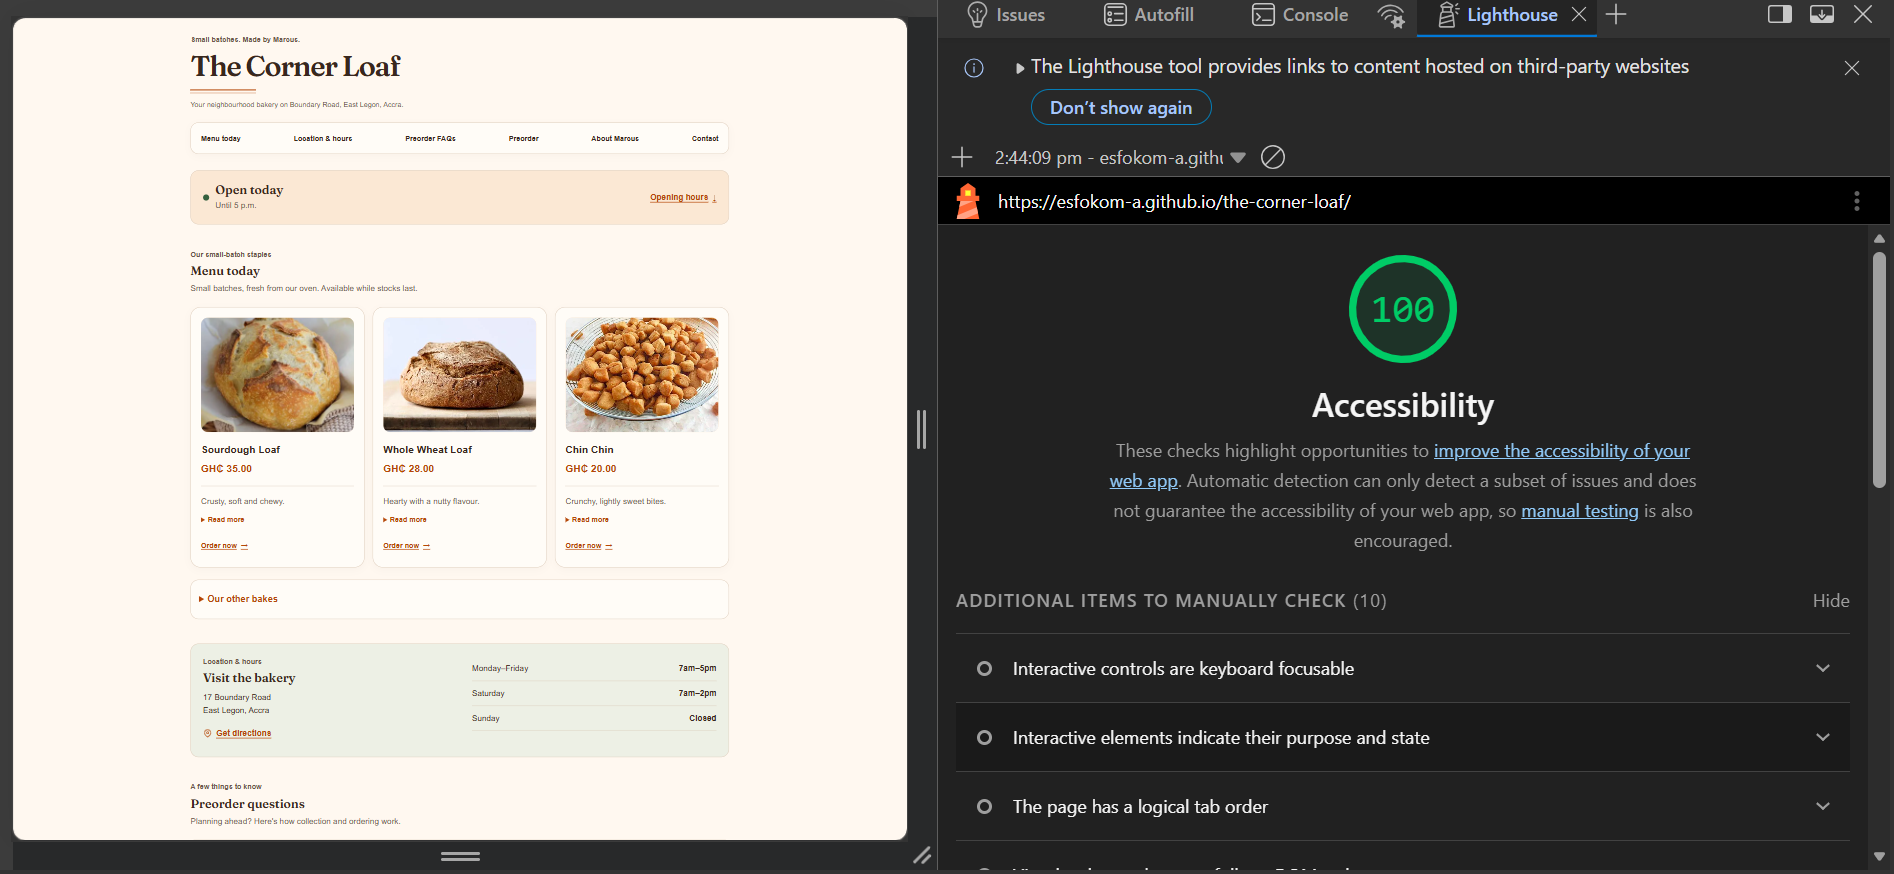 Small batches. Made by Marous.
The Corner Loaf
Your neighbourhood bakery on Boundary Road, East Legon, Accra.
Menu today
Location & hours
Preorder FAQs
Preorder
About Marous
Contact
Open today
Until 5 p.m.
Opening hours ↓
Our small-batch staples
Menu today
Small batches, fresh from our oven. Available while stocks last.
Sourdough Loaf
GH₵ 35.00
Crusty, soft and chewy.
Read more
Order now →
Whole Wheat Loaf
GH₵ 28.00
Hearty with a nutty flavour.
Read more
Order now →
Chin Chin
GH₵ 20.00
Crunchy, lightly sweet bites.
Read more
Order now →
Our other bakes
Location & hours
Visit the bakery
17 Boundary Road
East Legon, Accra
Get directions
Monday–Friday 7am–5pm
Saturday 7am–2pm
Sunday Closed
A few things to know
Preorder questions
Planning ahead? Here's how collection and ordering work.
Issues
Autofill
Console
Lighthouse
The Lighthouse tool provides links to content hosted on third-party websites
Don't show again
2:44:09 pm - esfokom-a.githu
https://esfokom-a.github.io/the-corner-loaf/
100
Accessibility
These checks highlight opportunities to improve the accessibility of your
web app. Automatic detection can only detect a subset of issues and does
not guarantee the accessibility of your web app, so manual testing is also
encouraged.
ADDITIONAL ITEMS TO MANUALLY CHECK (10)
Hide
Interactive controls are keyboard focusable
Interactive elements indicate their purpose and state
The page has a logical tab order